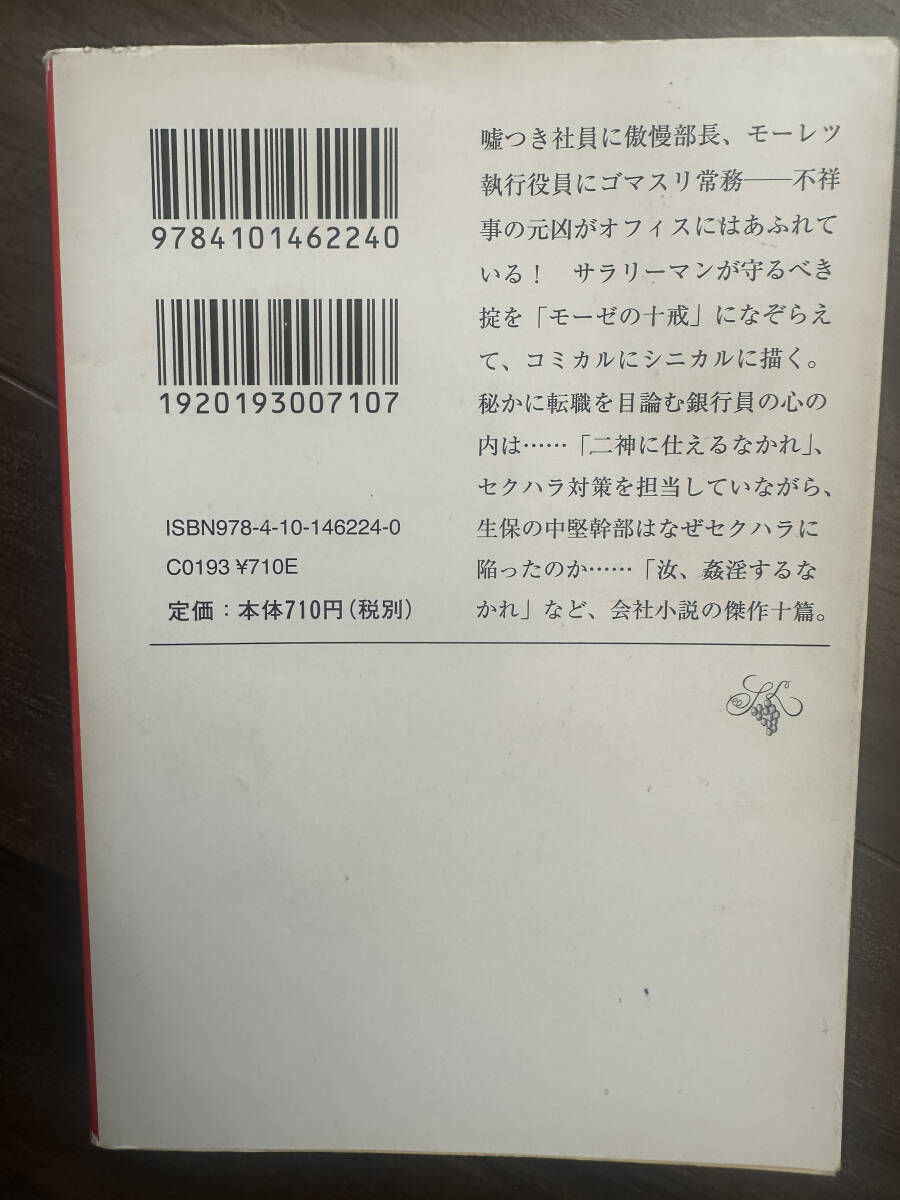 9784101462240
1920193007107
ISBN978-4-10-146224-0
C0193 ¥710E
定価：本体710円（税別）
嘘つき社員に傲慢部長、モーレツ
執行役員にゴマスリ常務――不祥
事の元凶がオフィスにはあふれて
いる！　サラリーマンが守るべき
掟を「モーゼの十戒」になぞらえ
て、コミカルにシニカルに描く。
秘かに転職を目論む銀行員の心の
内は……「二神に仕えるなかれ」、
セクハラ対策を担当していながら、
生保の中堅幹部はなぜセクハラに
陥ったのか……「汝、姦淫するな
かれ」など、会社小説の傑作十篇。